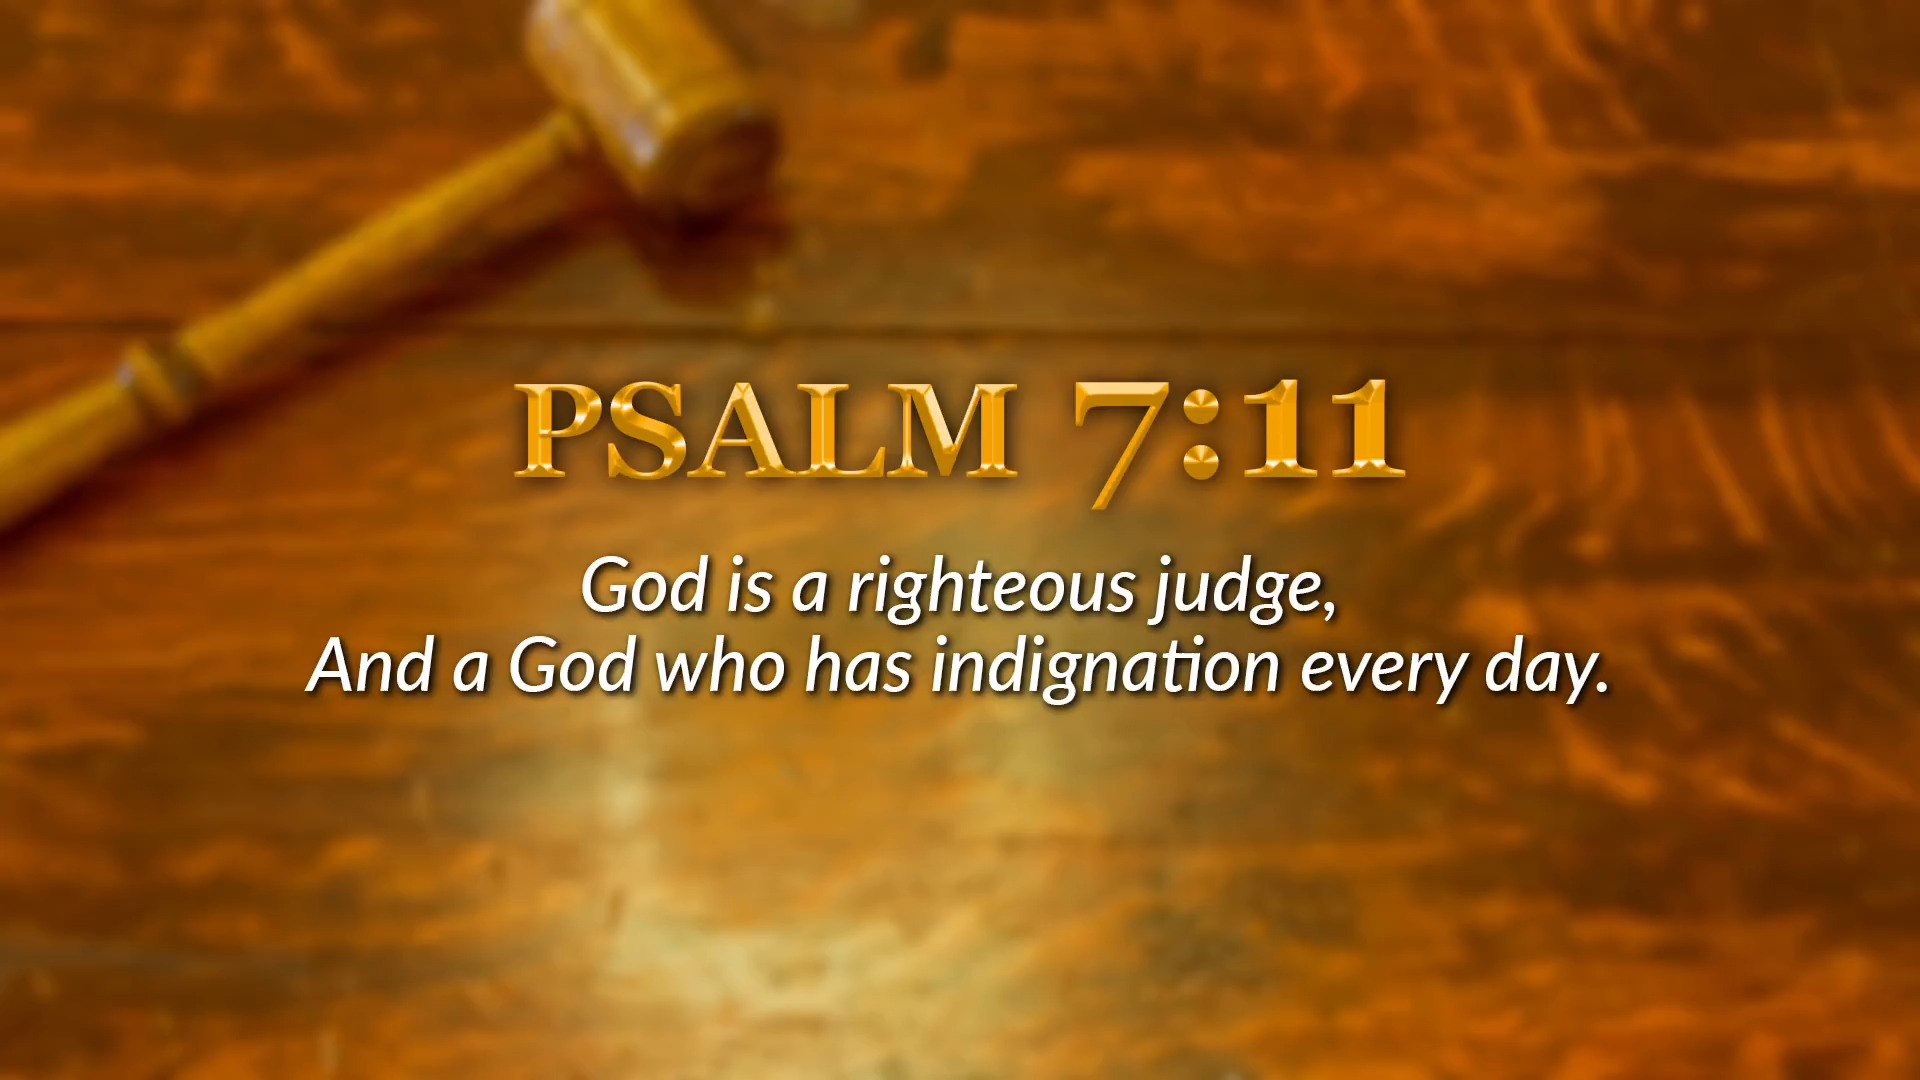 PSALM 7:11
God is a righteous judge,
And a God who has indignation every day.